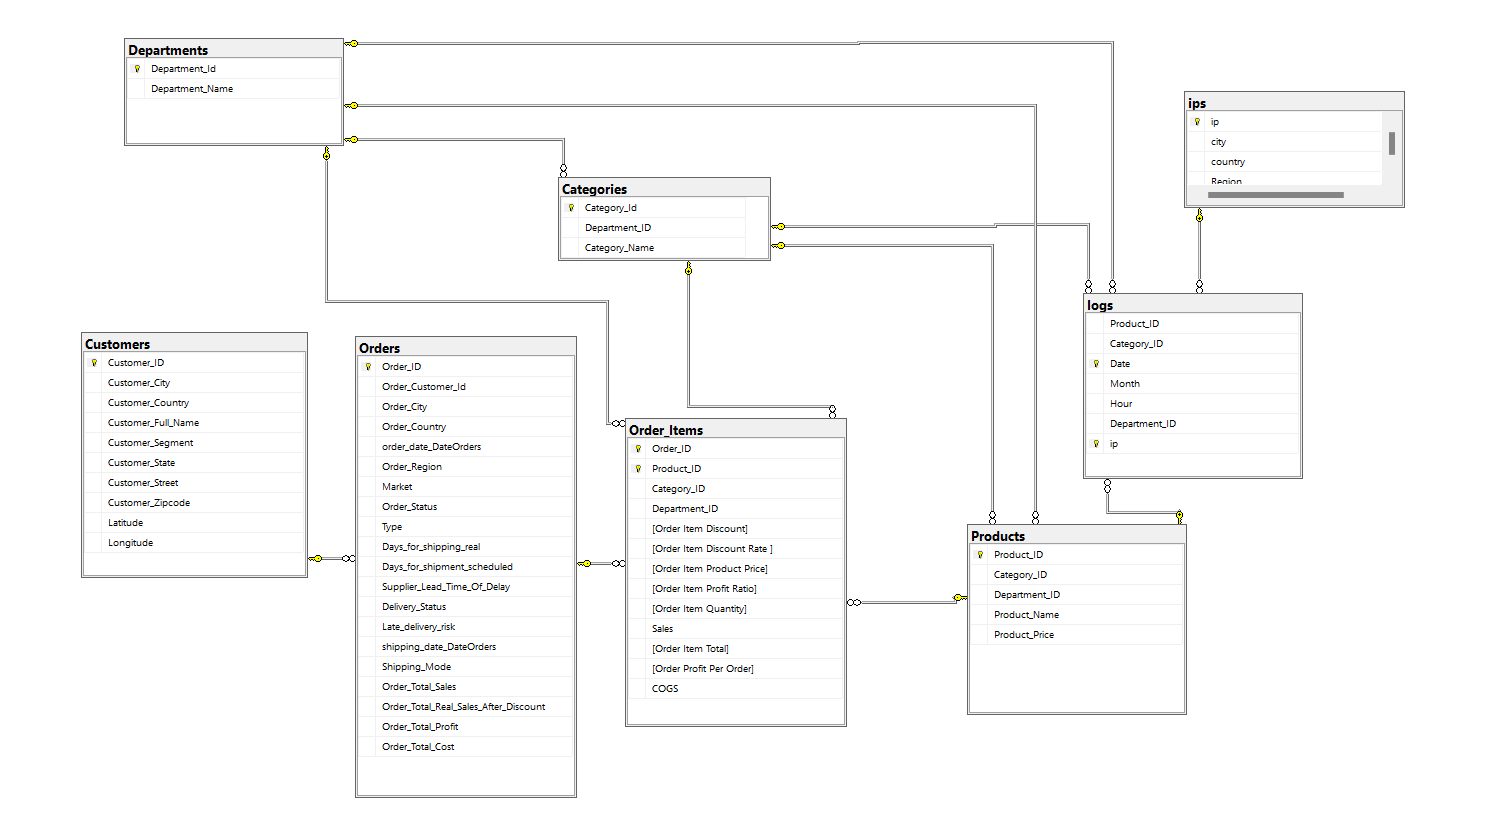 Departments
Department_Id
Department_Name
ips
ip
city
country
Region
Categories
Category_Id
Department_ID
Category_Name
logs
Product_ID
Category_ID
Date
Month
Hour
Department_ID
ip
Customers
Customer_ID
Customer_City
Customer_Country
Customer_Full_Name
Customer_Segment
Customer_State
Customer_Street
Customer_Zipcode
Latitude
Longitude
Orders
Order_ID
Order_Customer_Id
Order_City
Order_Country
order_date_DateOrders
Order_Region
Market
Order_Status
Type
Days_for_shipping_real
Days_for_shipment_scheduled
Supplier_Lead_Time_Of_Delay
Delivery_Status
Late_delivery_risk
shipping_date_DateOrders
Shipping_Mode
Order_Total_Sales
Order_Total_Real_Sales_After_Discount
Order_Total_Profit
Order_Total_Cost
Order_Items
Order_ID
Product_ID
Category_ID
Department_ID
[Order Item Discount]
[Order Item Discount Rate ]
[Order Item Product Price]
[Order Item Profit Ratio]
[Order Item Quantity]
Sales
[Order Item Total]
[Order Profit Per Order]
COGS
Products
Product_ID
Category_ID
Department_ID
Product_Name
Product_Price